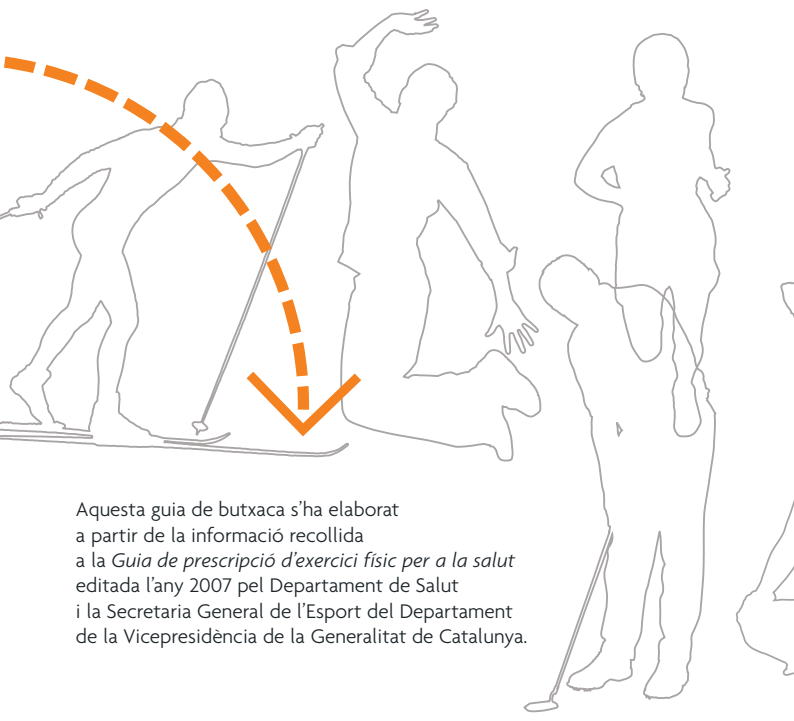 Aquesta guia de butxaca s’ha elaborat
a partir de la informació recollida
a la Guia de prescripció d’exercici físic per a la salut
editada l’any 2007 pel Departament de Salut
i la Secretaria General de l’Esport del Departament
de la Vicepresidència de la Generalitat de Catalunya.